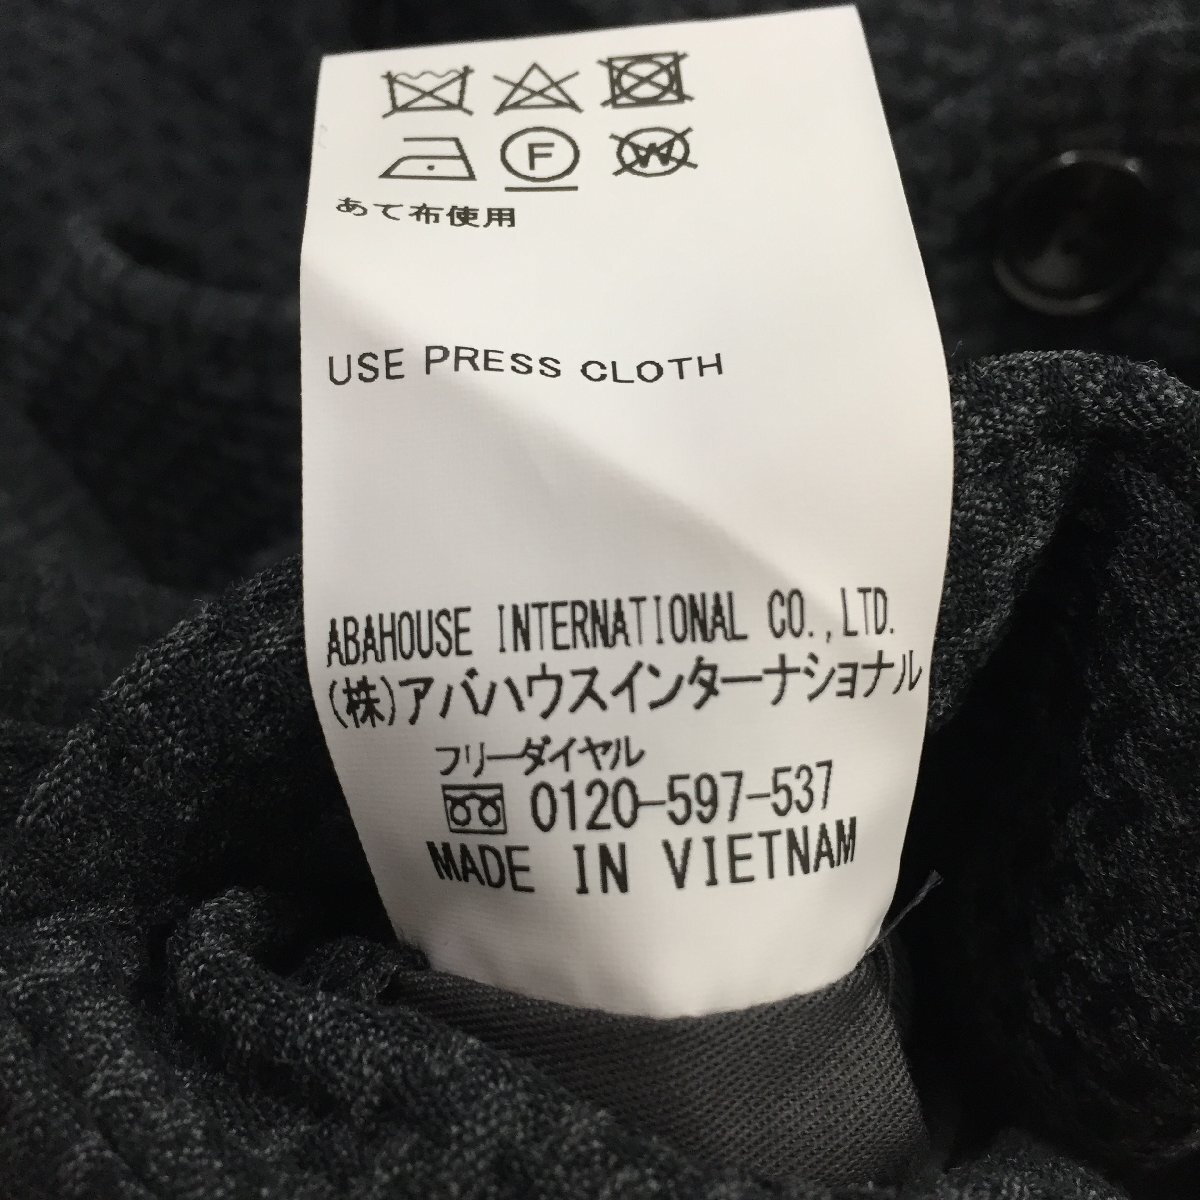 F W
あて布使用
USE PRESS CLOTH
ABAHOUSE INTERNATIONAL CO.,LTD.
(株)アバハウスインターナショナル
フリーダイヤル
0120-597-537
MADE IN VIETNAM